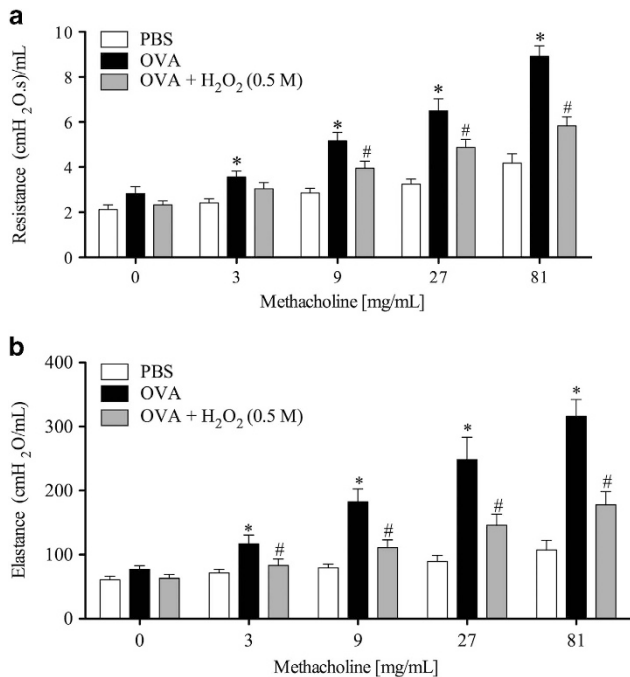 a
10
8
6
4
2
0
Resistance (cmH₂O.s)/mL
PBS
OVA
OVA + H₂O₂ (0.5 M)
*
*
#
*
#
*
#
0 3 9 27 81
Methacholine [mg/mL]
b
400
300
200
100
0
Elastance (cmH₂O/mL)
PBS
OVA
OVA + H₂O₂ (0.5 M)
*
#
*
#
*
#
*
#
0 3 9 27 81
Methacholine [mg/mL]